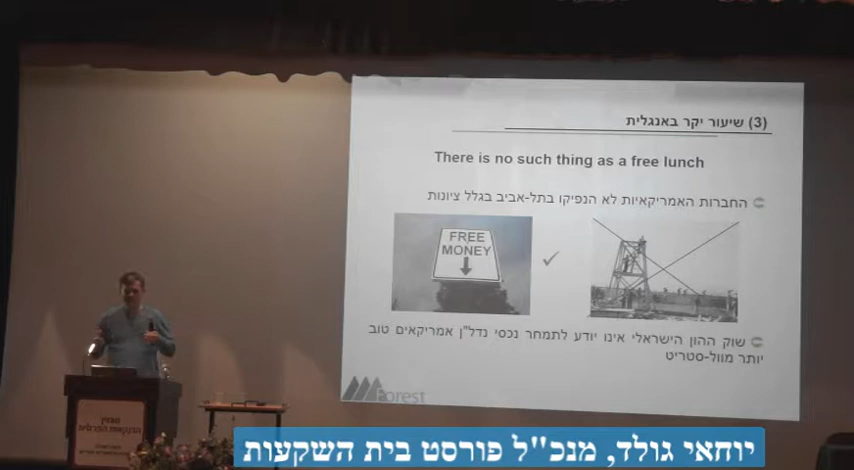 (3) שיעור יקר באנגלית
There is no such thing as a free lunch
החברות האמריקאיות לא הנפיקו בתל-אביב בגלל ציונות
FREE
MONEY
שוק ההון הישראלי אינו יודע לתמחר נכסי נדל"ן אמריקאים טוב
יותר מוול-סטריט
Forest
יוחאי גולד, מנכ"ל פורסט בית השקעות